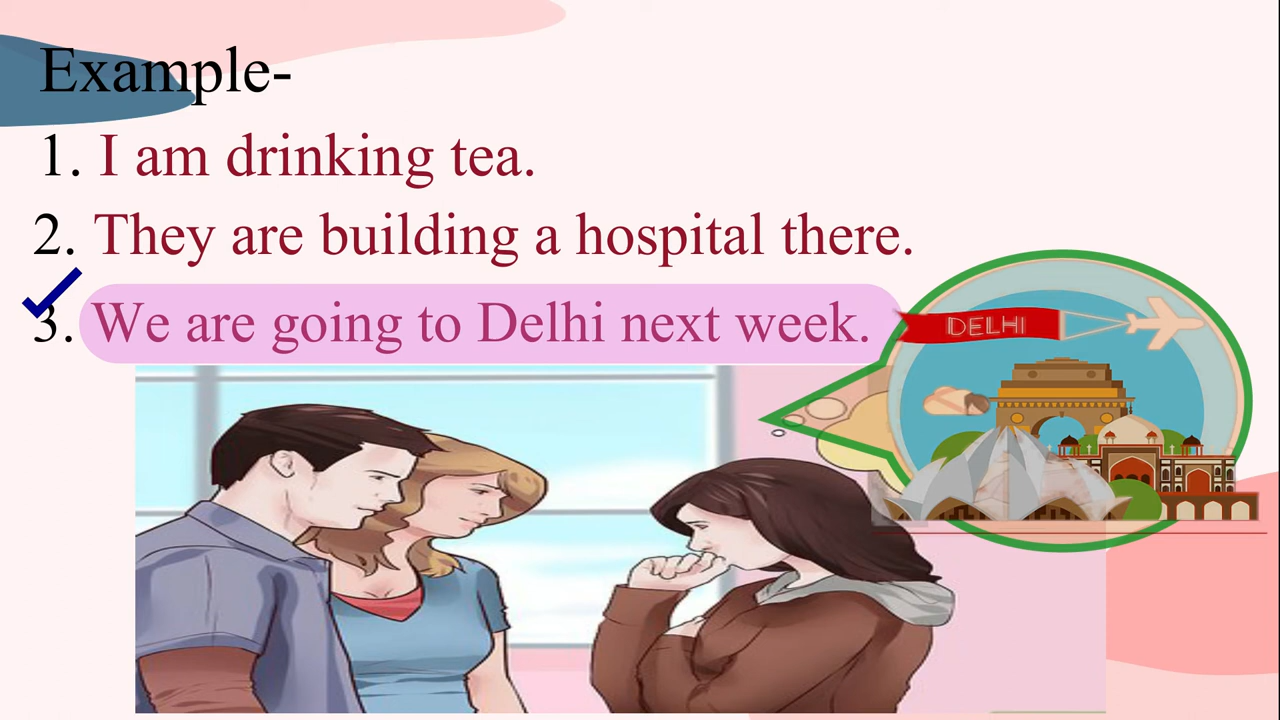 Example-
1. I am drinking tea.
2. They are building a hospital there.
3. We are going to Delhi next week.
DELHI